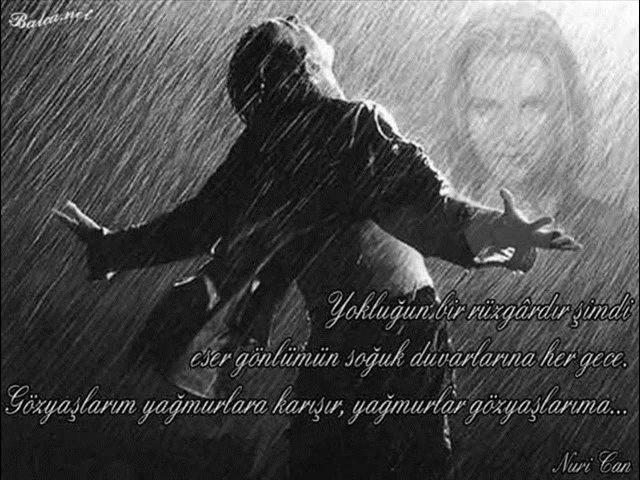 Balca.net
Yokluğun bir rüzgârdır şimdi
eser gönlümün soğuk duvarlarına her gece.
Gözyaşlarım yağmurlara karışır, yağmurlar gözyaşlarıma...
Nuri Can